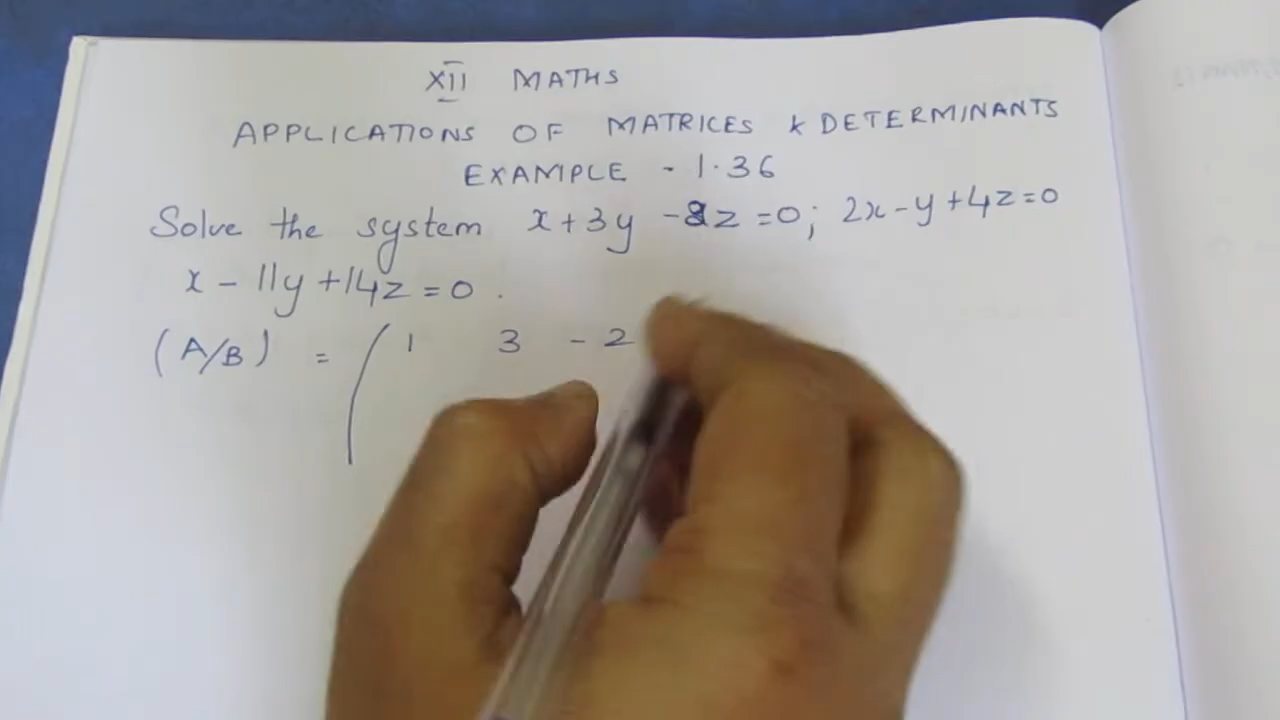 XII MATHS
APPLICATIONS OF MATRICES & DETERMINANTS
EXAMPLE - 1.36
Solve the system x + 3y - 2z = 0; 2x - y + 4z = 0
x - 11y + 14z = 0.
(A/B) = ( 1 3 - 2